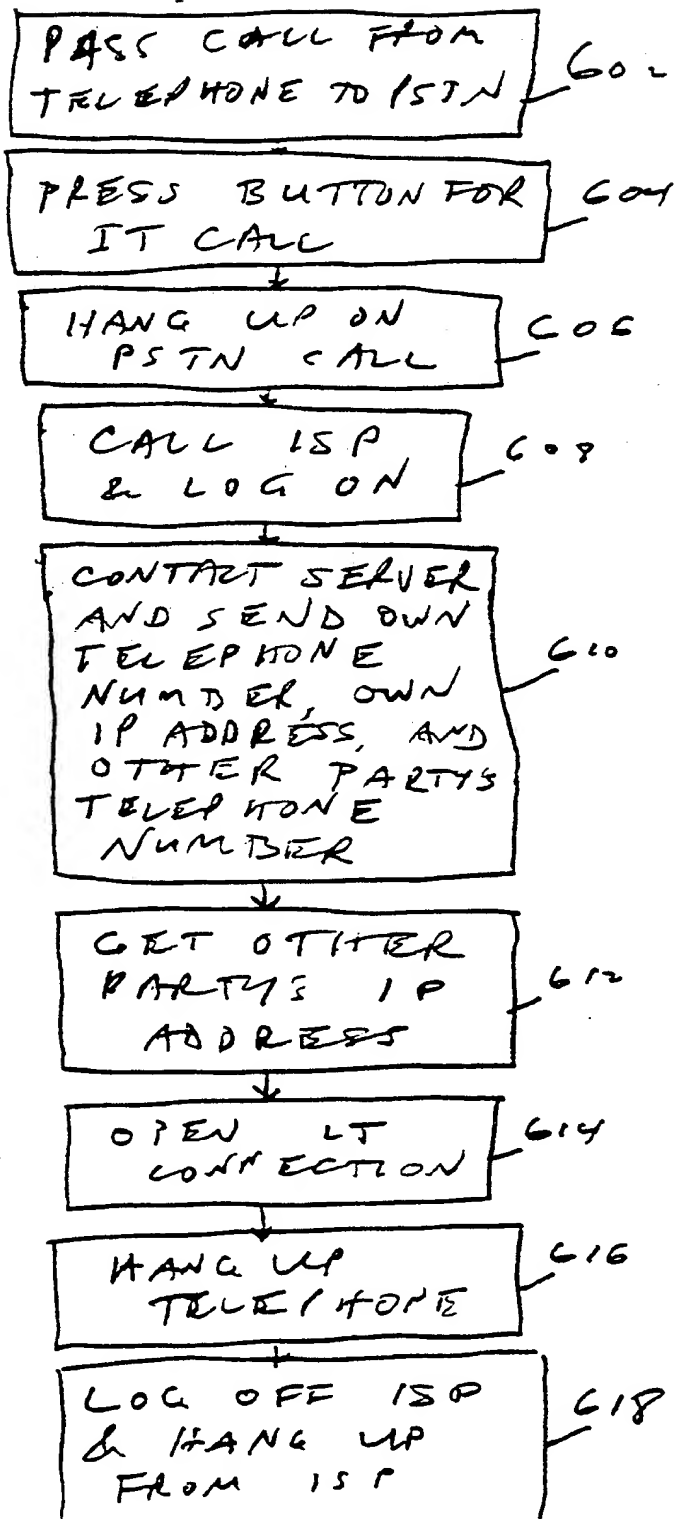 PASS CALL FROM
TELEPHONE TO PSTN
602
PRESS BUTTON FOR
IT CALL
604
HANG UP ON
PSTN CALL
606
CALL ISP
& LOG ON
608
CONTACT SERVER
AND SEND OWN
TELEPHONE
NUMBER, OWN
IP ADDRESS, AND
OTHER PARTY'S
TELEPHONE
NUMBER
610
GET OTHER
PARTY'S IP
ADDRESS
612
OPEN IT
CONNECTION
614
HANG UP
TELEPHONE
616
LOG OFF ISP
& HANG UP
FROM ISP
618